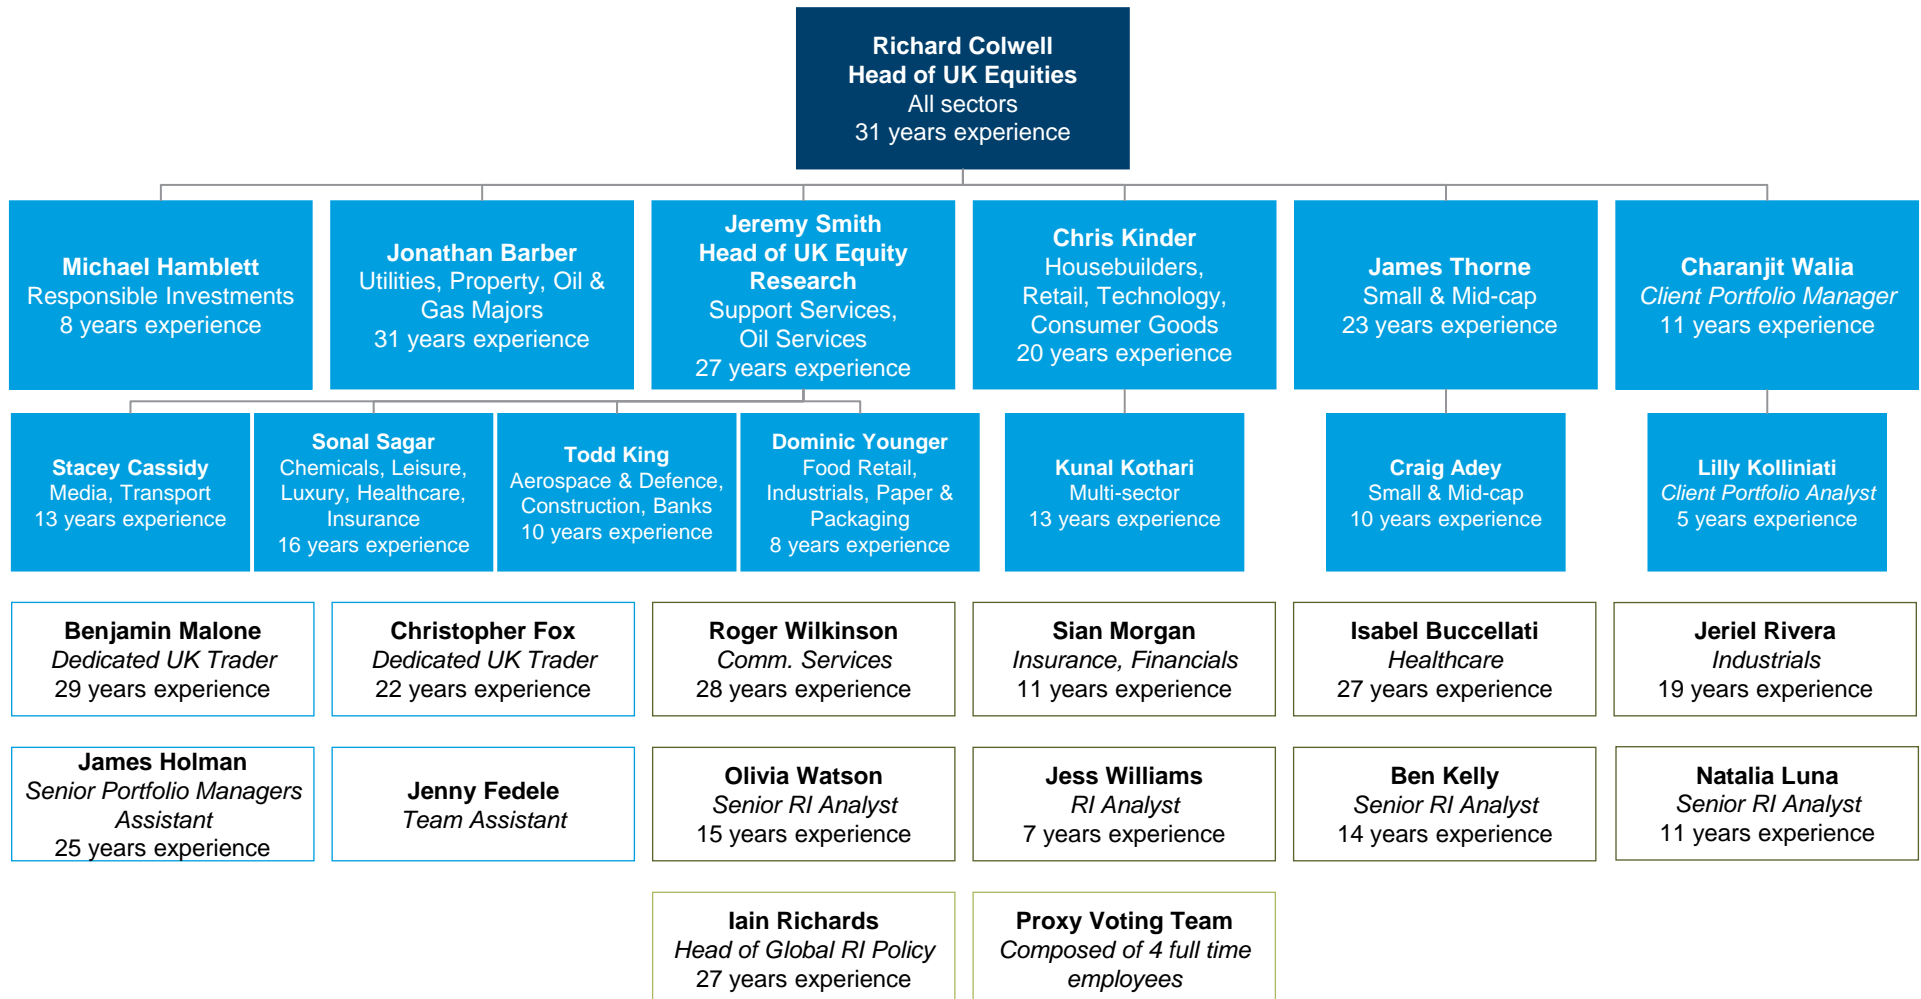 Richard Colwell
Head of UK Equities
All sectors
31 years experience
Michael Hamblett
Responsible Investments
8 years experience
Jonathan Barber
Utilities, Property, Oil &
Gas Majors
31 years experience
Jeremy Smith
Head of UK Equity
Research
Support Services,
Oil Services
27 years experience
Chris Kinder
Housebuilders,
Retail, Technology,
Consumer Goods
20 years experience
James Thorne
Small & Mid-cap
23 years experience
Charanjit Walia
Client Portfolio Manager
11 years experience
Stacey Cassidy
Media, Transport
13 years experience
Sonal Sagar
Chemicals, Leisure,
Luxury, Healthcare,
Insurance
16 years experience
Todd King
Aerospace & Defence,
Construction, Banks
10 years experience
Dominic Younger
Food Retail,
Industrials, Paper &
Packaging
8 years experience
Kunal Kothari
Multi-sector
13 years experience
Craig Adey
Small & Mid-cap
10 years experience
Lilly Kolliniati
Client Portfolio Analyst
5 years experience
Benjamin Malone
Dedicated UK Trader
29 years experience
Christopher Fox
Dedicated UK Trader
22 years experience
Roger Wilkinson
Comm. Services
28 years experience
Sian Morgan
Insurance, Financials
11 years experience
Isabel Buccellati
Healthcare
27 years experience
Jeriel Rivera
Industrials
19 years experience
James Holman
Senior Portfolio Managers
Assistant
25 years experience
Jenny Fedele
Team Assistant
Olivia Watson
Senior RI Analyst
15 years experience
Jess Williams
RI Analyst
7 years experience
Ben Kelly
Senior RI Analyst
14 years experience
Natalia Luna
Senior RI Analyst
11 years experience
Iain Richards
Head of Global RI Policy
27 years experience
Proxy Voting Team
Composed of 4 full time
employees